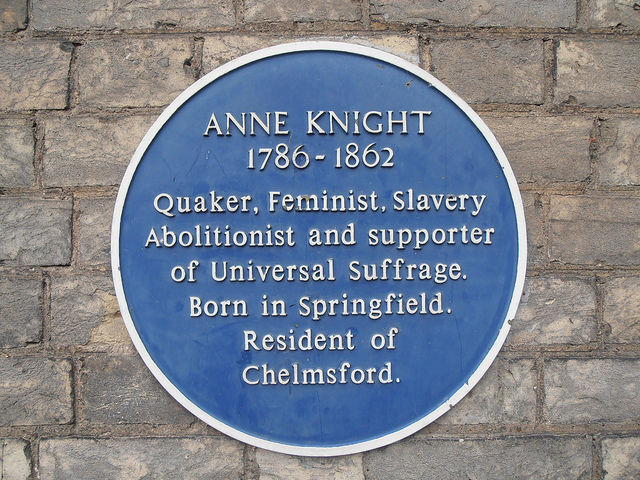 ANNE KNIGHT
1786 - 1862
Quaker, Feminist, Slavery
Abolitionist and supporter
of Universal Suffrage.
Born in Springfield.
Resident of
Chelmsford.